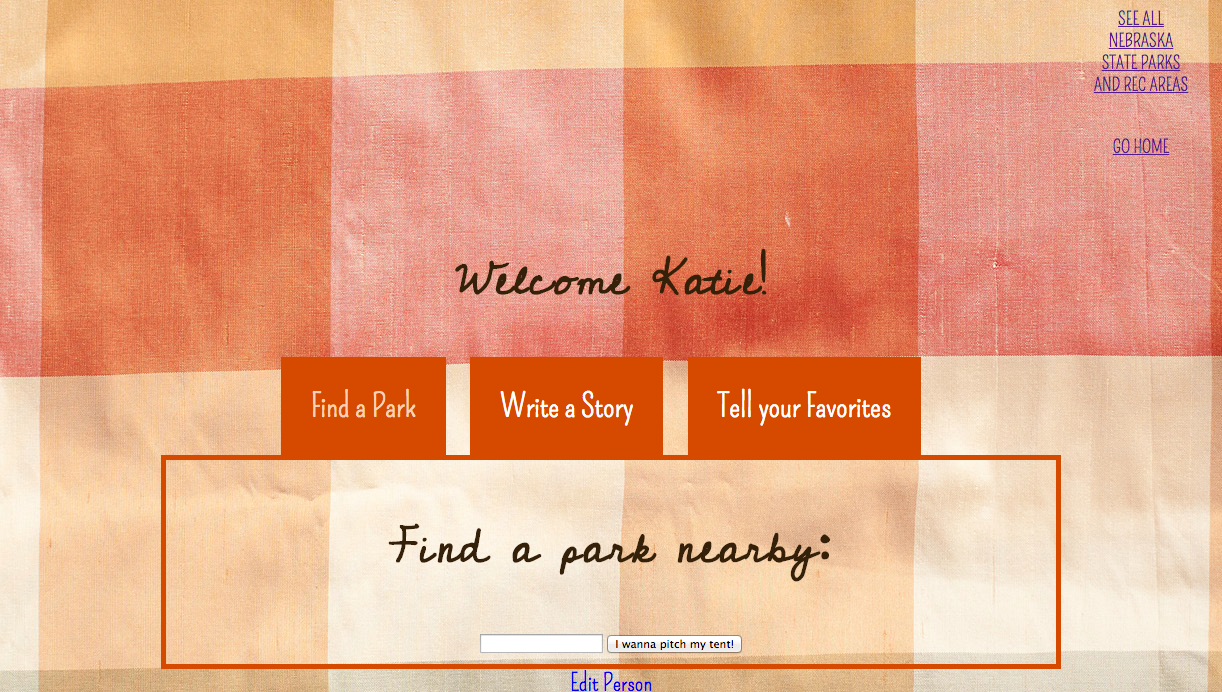 SEE ALL
NEBRASKA
STATE PARKS
AND REC AREAS
GO HOME
Welcome Katie!
Find a Park
Write a Story
Tell your Favorites
Find a park nearby:
I wanna pitch my tent!
Edit Person